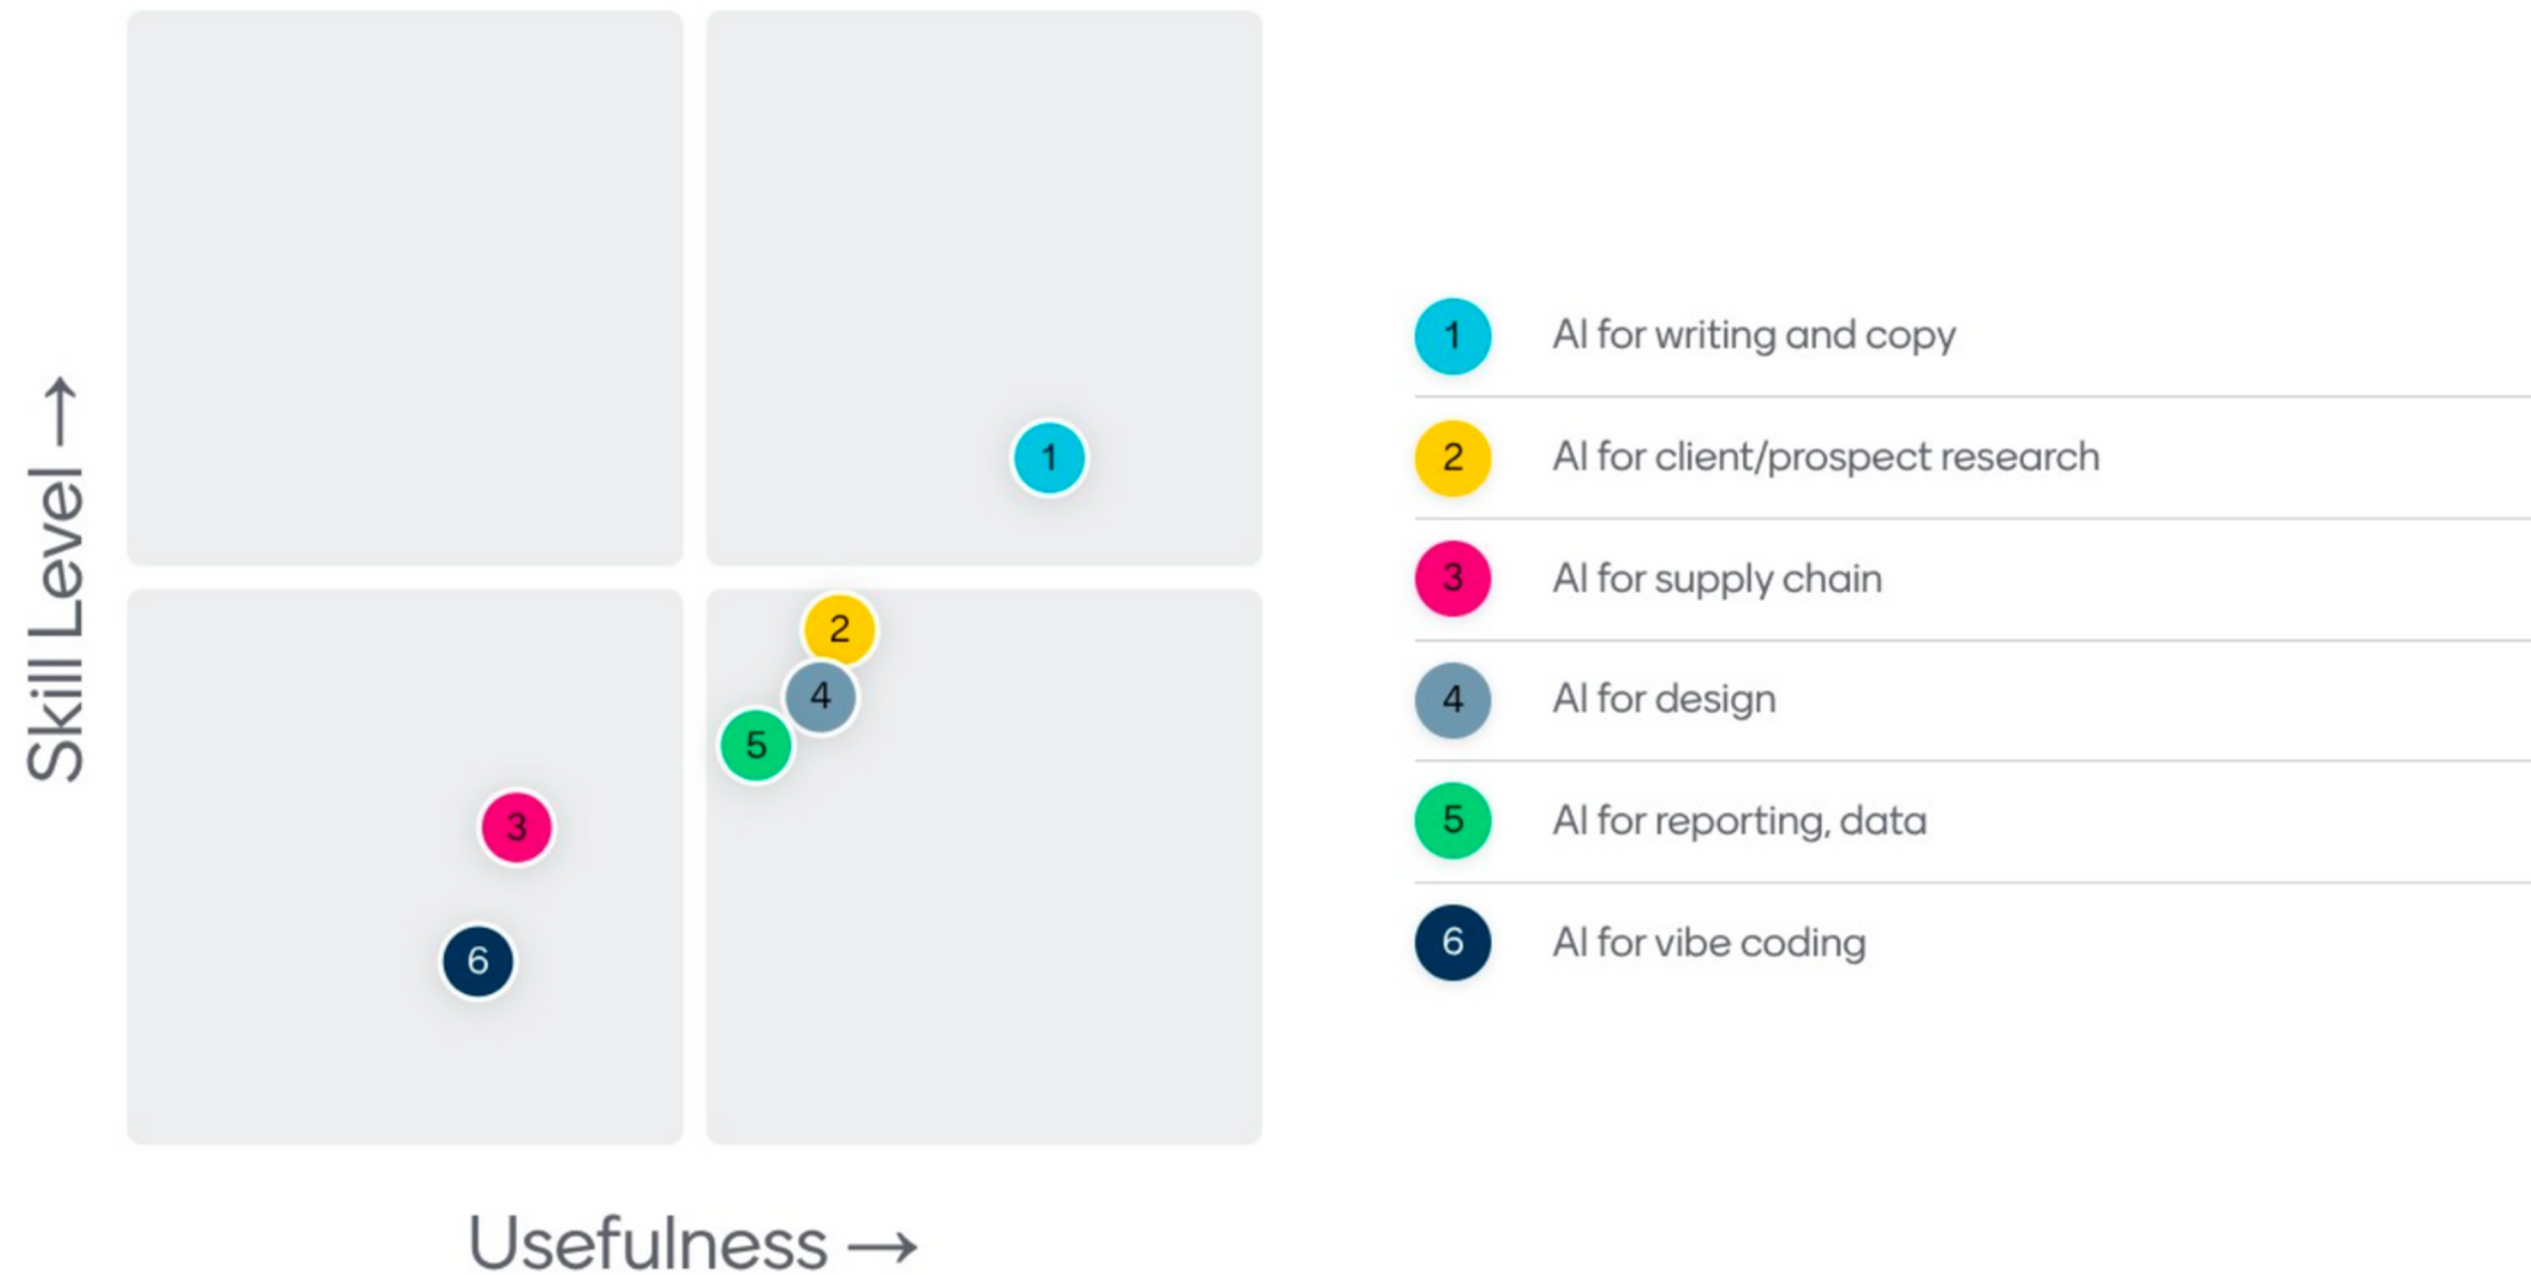 Skill Level →
1
2
4
5
3
6
Usefulness →
1 AI for writing and copy
2 AI for client/prospect research
3 AI for supply chain
4 AI for design
5 AI for reporting, data
6 AI for vibe coding